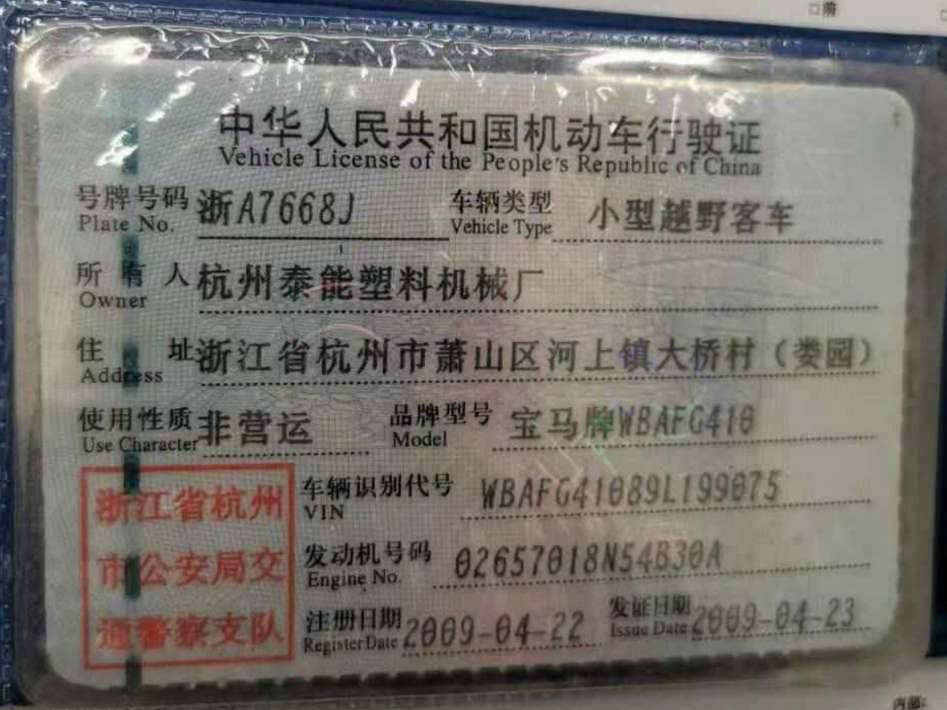 中华人民共和国机动车行驶证
Vehicle License of the People's Republic of China
号牌号码 浙A7668J 车辆类型 小型越野客车
Plate No. Vehicle Type
所有人 杭州泰能塑料机械厂
Owner
住址 浙江省杭州市萧山区河上镇大桥村（娄园）
Address
使用性质 非营运 品牌型号 宝马牌WBAFG410
Use Character Model
浙江省杭州
市公安局交
通警察支队
车辆识别代号 WBAFG41089L199075
VIN
发动机号码 02657018N54B30A
Engine No.
注册日期 2009-04-22 发证日期 2009-04-23
Register Date Issue Date